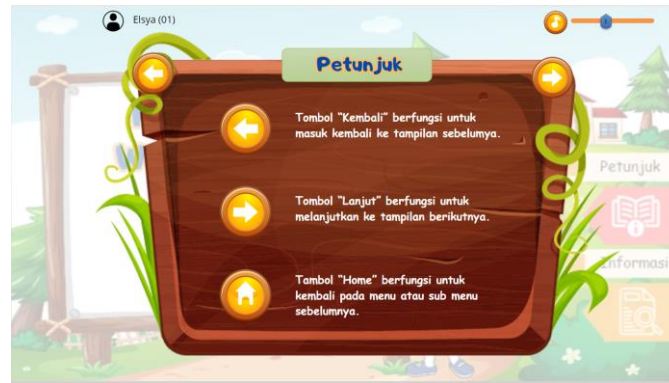 Elsya (01)
Petunjuk
Tombol "Kembali" berfungsi untuk
masuk kembali ke tampilan sebelumya.
Tombol "Lanjut" berfungsi untuk
melanjutkan ke tampilan berikutnya.
Tambol "Home" berfungsi untuk
kembali pada menu atau sub menu
sebelumnya.
Petunjuk
Informasi